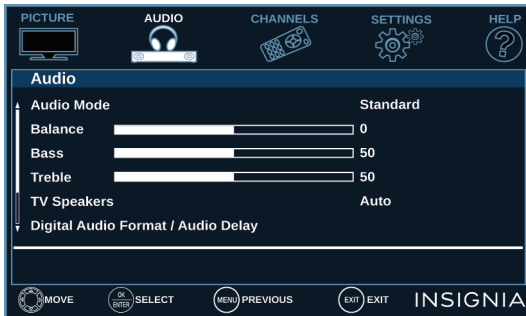 PICTURE AUDIO CHANNELS SETTINGS HELP
?
Audio
Audio Mode Standard
Balance 0
Bass 50
Treble 50
TV Speakers Auto
Digital Audio Format / Audio Delay
MOVE OK ENTER SELECT MENU PREVIOUS EXIT EXIT INSIGNIA